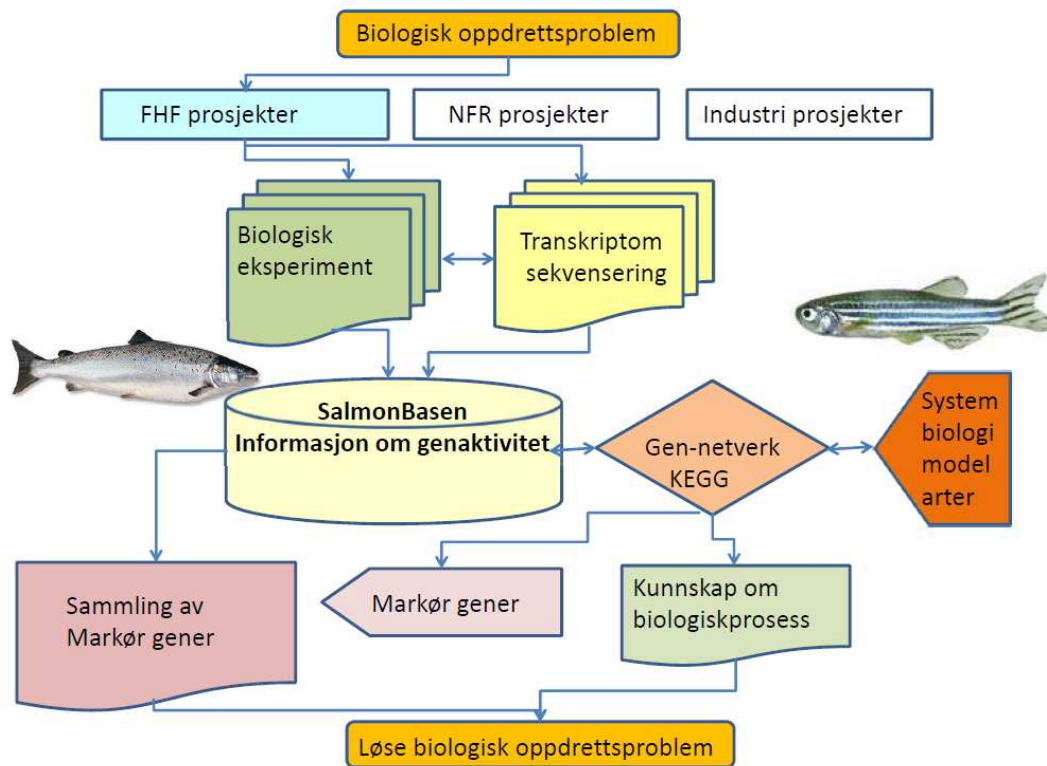 Biologisk oppdrettsproblem
FHF prosjekter
NFR prosjekter
Industri prosjekter
Biologisk
eksperiment
Transkriptom
sekvensering
SalmonBasen
Informasjon om genaktivitet
Gen-netverk
KEGG
System
biologi
model
arter
Sammling av
Markør gener
Markør gener
Kunnskap om
biologiskprosess
Løse biologisk oppdrettsproblem